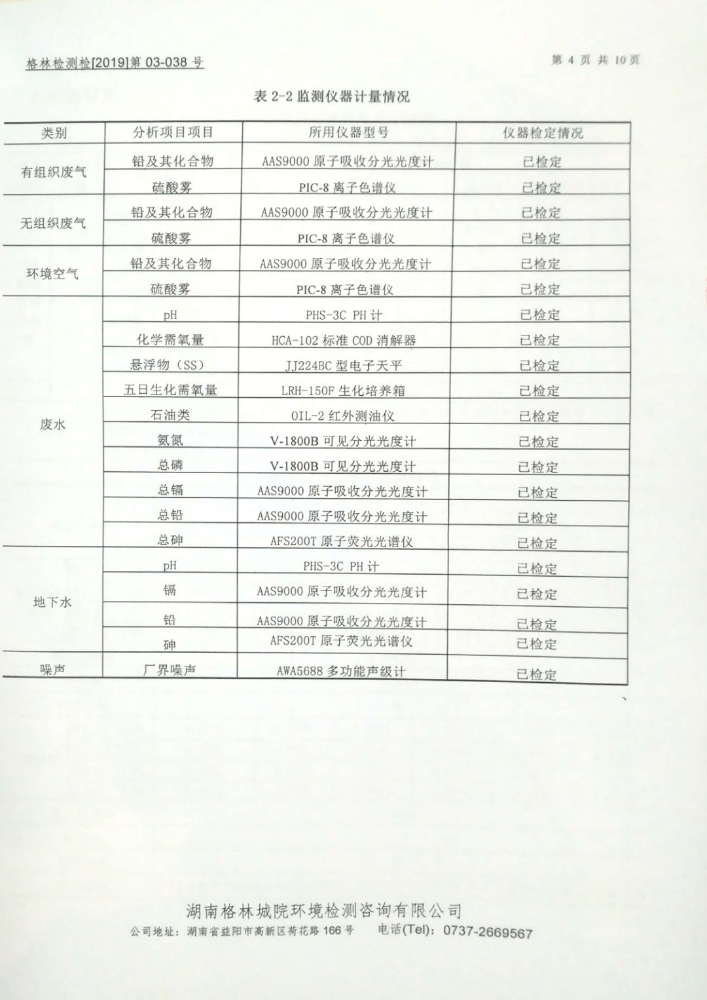 格林检测检[2019]第 03-038 号
第 4 页 共 10页
表 2-2 监测仪器计量情况
类别 分析项目项目 所用仪器型号 仪器检定情况
有组织废气 铅及其化合物 AAS9000 原子吸收分光光度计 已检定
硫酸雾 PIC-8 离子色谱仪 已检定
无组织废气 铅及其化合物 AAS9000 原子吸收分光光度计 已检定
硫酸雾 PIC-8 离子色谱仪 已检定
环境空气 铅及其化合物 AAS9000 原子吸收分光光度计 已检定
硫酸雾 PIC-8 离子色谱仪 已检定
废水 pH PHS-3C PH 计 已检定
化学需氧量 HCA-102 标准 COD 消解器 已检定
悬浮物（SS） JJ224BC 型电子天平 已检定
五日生化需氧量 LRH-150F 生化培养箱 已检定
石油类 OIL-2 红外测油仪 已检定
氨氮 V-1800B 可见分光光度计 已检定
总磷 V-1800B 可见分光光度计 已检定
总镉 AAS9000 原子吸收分光光度计 已检定
总铅 AAS9000 原子吸收分光光度计 已检定
总砷 AFS200T 原子荧光光谱仪 已检定
地下水 pH PHS-3C PH 计 已检定
镉 AAS9000 原子吸收分光光度计 已检定
铅 AAS9000 原子吸收分光光度计 已检定
砷 AFS200T 原子荧光光谱仪 已检定
噪声 厂界噪声 AWA5688 多功能声级计 已检定
湖南格林城院环境检测咨询有限公司
公司地址：湖南省益阳市高新区荷花路 166 号 电话(Tel)：0737-2669567